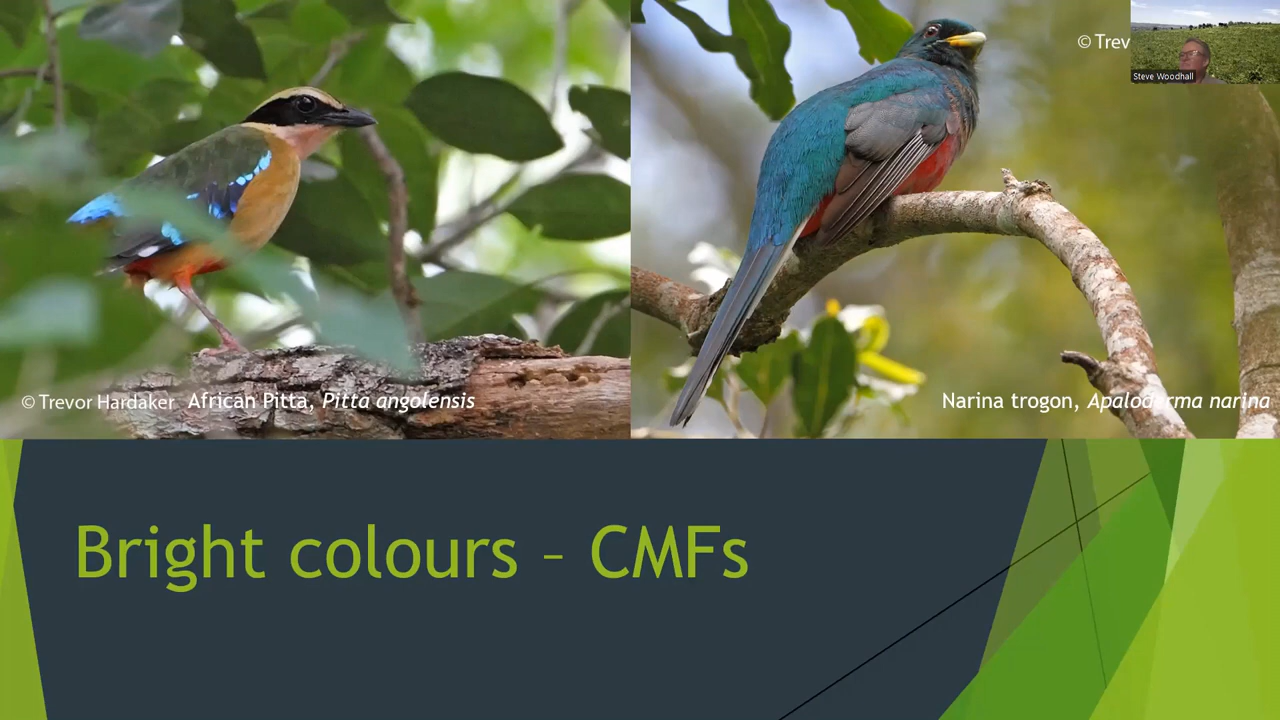 © Trev
Steve Woodhall
© Trevor Hardaker African Pitta, Pitta angolensis
Narina trogon, Apaloderma narina
Bright colours – CMFs